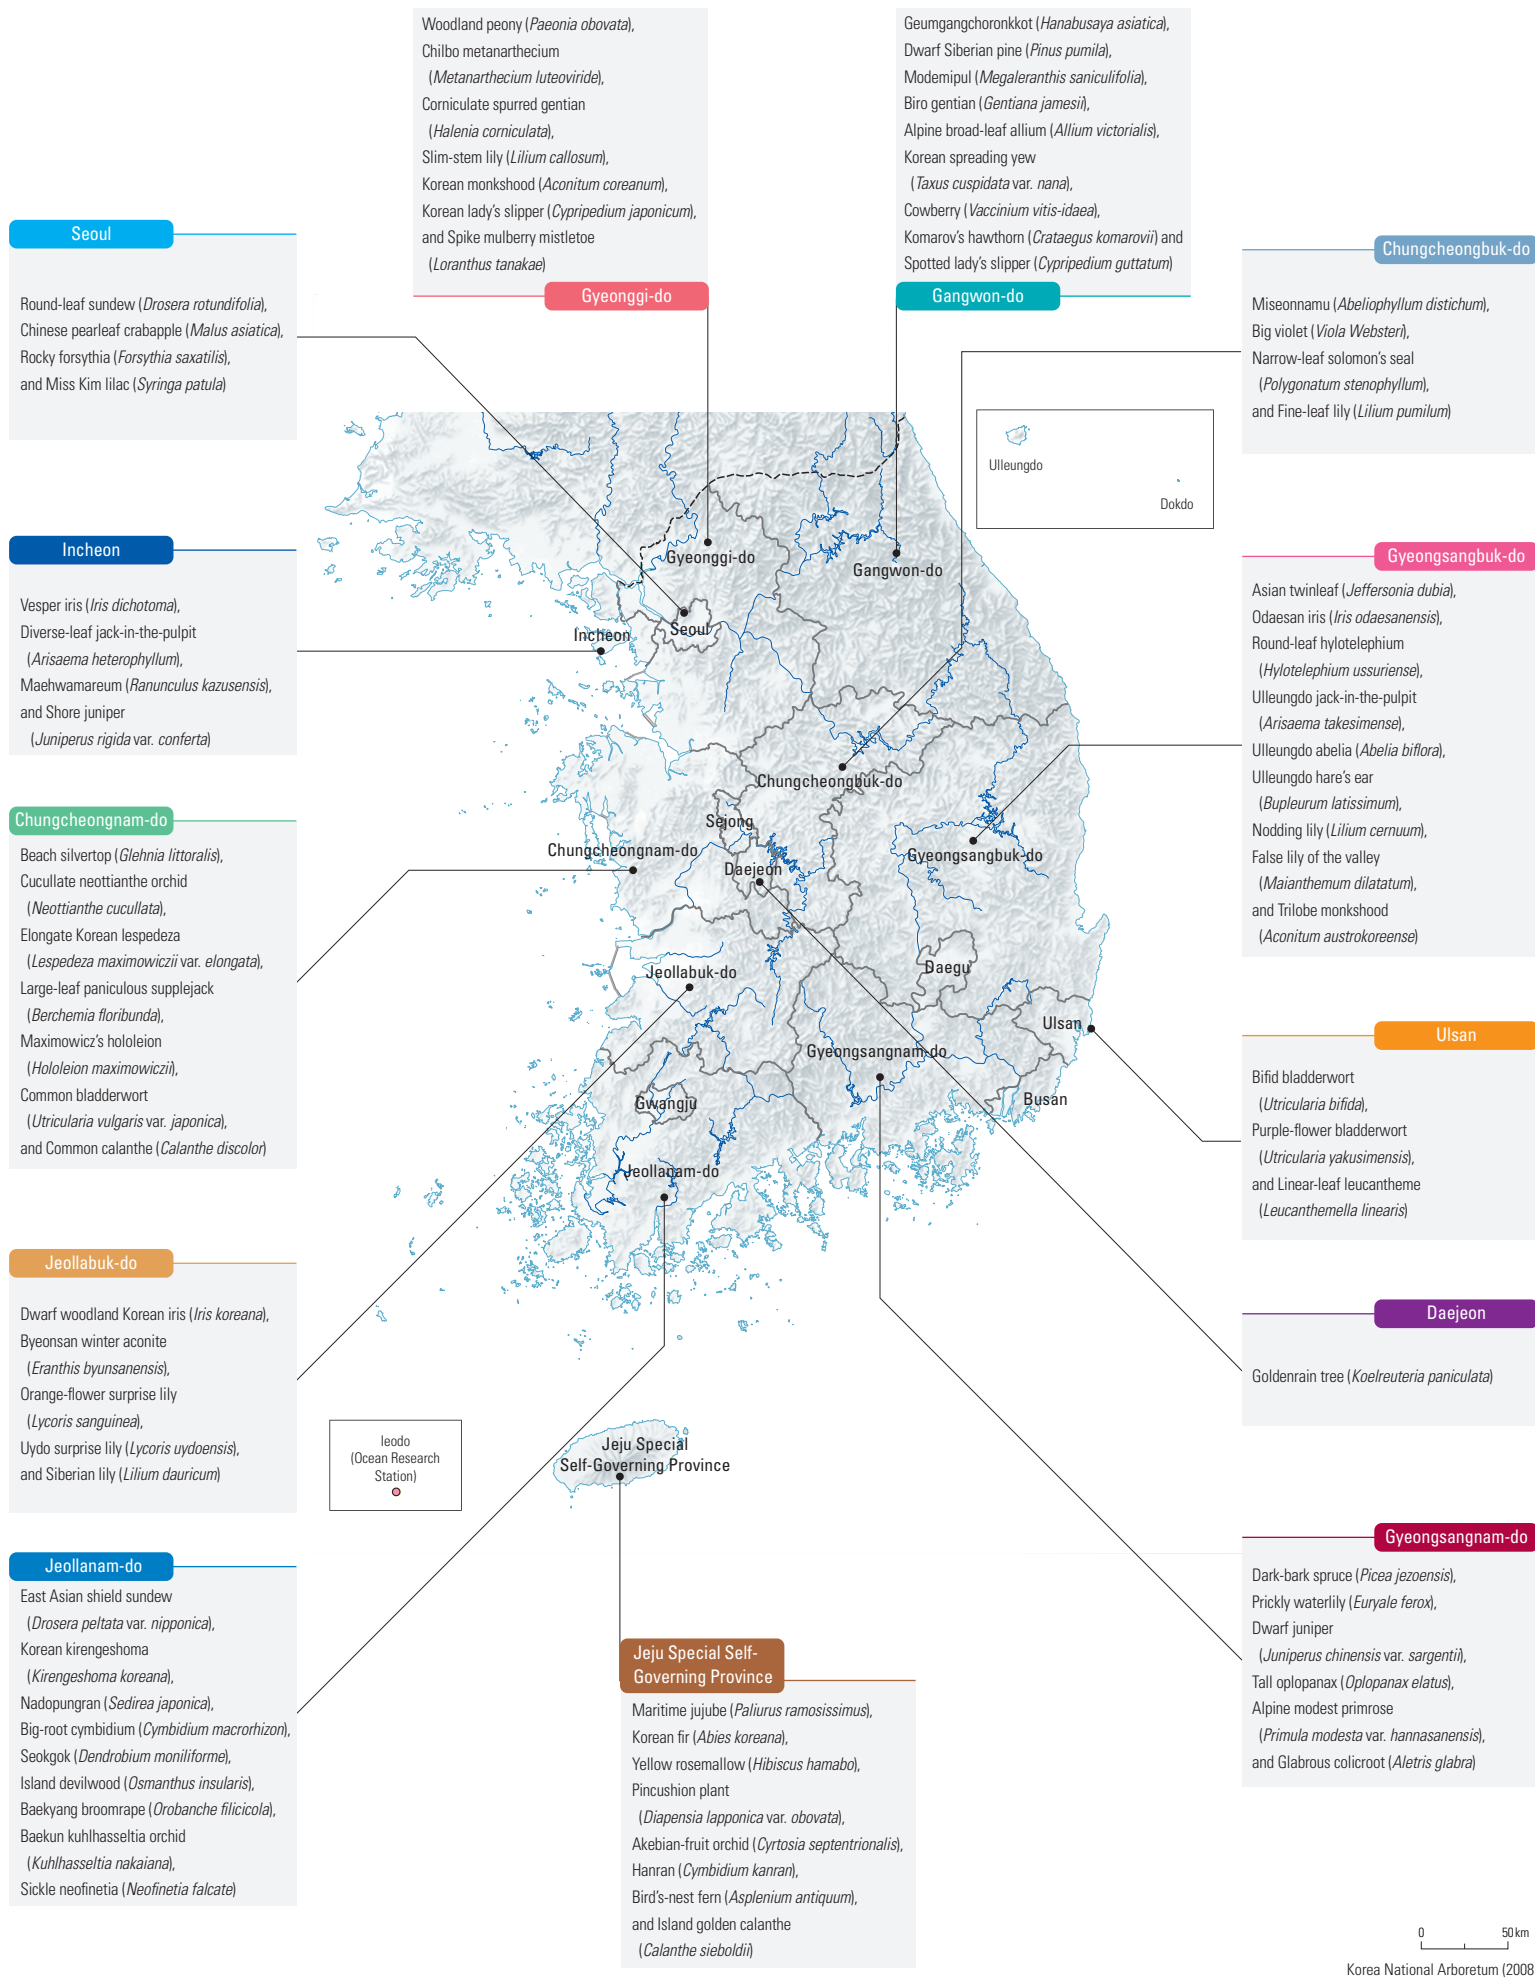 Woodland peony (Paeonia obovata),
Chilbo metanarthecium
(Metanarthecium luteoviride),
Corniculate spurred gentian
(Halenia corniculata),
Slim-stem lily (Lilium callosum),
Korean monkshood (Aconitum coreanum),
Korean lady's slipper (Cypripedium japonicum),
and Spike mulberry mistletoe
(Loranthus tanakae)
Gyeonggi-do
Geumgangchoronkkot (Hanabusaya asiatica),
Dwarf Siberian pine (Pinus pumila),
Modemipul (Megaleranthis saniculifolia),
Biro gentian (Gentiana jamesii),
Alpine broad-leaf allium (Allium victorialis),
Korean spreading yew
(Taxus cuspidata var. nana),
Cowberry (Vaccinium vitis-idaea),
Komarov's hawthorn (Crataegus komarovii) and
Spotted lady's slipper (Cypripedium guttatum)
Gangwon-do
Seoul
Round-leaf sundew (Drosera rotundifolia),
Chinese pearleaf crabapple (Malus asiatica),
Rocky forsythia (Forsythia saxatilis),
and Miss Kim lilac (Syringa patula)
Incheon
Vesper iris (Iris dichotoma),
Diverse-leaf jack-in-the-pulpit
(Arisaema heterophyllum),
Maehwamareum (Ranunculus kazusensis),
and Shore juniper
(Juniperus rigida var. conferta)
Chungcheongnam-do
Beach silvertop (Glehnia littoralis),
Cucullate neottianthe orchid
(Neottianthe cucullata),
Elongate Korean lespedeza
(Lespedeza maximowiczii var. elongata),
Large-leaf paniculous supplejack
(Berchemia floribunda),
Maximowicz's hololeion
(Hololeion maximowiczii),
Common bladderwort
(Utricularia vulgaris var. japonica),
and Common calanthe (Calanthe discolor)
Jeollabuk-do
Dwarf woodland Korean iris (Iris koreana),
Byeonsan winter aconite
(Eranthis byunsanensis),
Orange-flower surprise lily
(Lycoris sanguinea),
Uydo surprise lily (Lycoris uydoensis),
and Siberian lily (Lilium dauricum)
Jeollanam-do
East Asian shield sundew
(Drosera peltata var. nipponica),
Korean kirengeshoma
(Kirengeshoma koreana),
Nadopungran (Sedirea japonica),
Big-root cymbidium (Cymbidium macrorhizon),
Seokgok (Dendrobium moniliforme),
Island devilwood (Osmanthus insularis),
Baekyang broomrape (Orobanche filicicola),
Baekun kuhlhasseltia orchid
(Kuhlhasseltia nakaiana),
Sickle neofinetia (Neofinetia falcate)
Ulleungdo
Dokdo
Gyeonggi-do
Gangwon-do
Incheon
Seoul
Chungcheongbuk-do
Sejong
Chungcheongnam-do
Daejeon
Gyeongsangbuk-do
Jeollabuk-do
Daegu
Ulsan
Gyeongsangnam-do
Busan
Gwangju
Jeollanam-do
Ieodo
(Ocean Research
Station)
Jeju Special
Self-Governing Province
Jeju Special Self-
Governing Province
Maritime jujube (Paliurus ramosissimus),
Korean fir (Abies koreana),
Yellow rosemallow (Hibiscus hamabo),
Pincushion plant
(Diapensia lapponica var. obovata),
Akebian-fruit orchid (Cyrtosia septentrionalis),
Hanran (Cymbidium kanran),
Bird's-nest fern (Asplenium antiquum),
and Island golden calanthe
(Calanthe sieboldii)
Chungcheongbuk-do
Miseonnamu (Abeliophyllum distichum),
Big violet (Viola Websteri),
Narrow-leaf solomon's seal
(Polygonatum stenophyllum),
and Fine-leaf lily (Lilium pumilum)
Gyeongsangbuk-do
Asian twinleaf (Jeffersonia dubia),
Odaesan iris (Iris odaesanensis),
Round-leaf hylotelephium
(Hylotelephium ussuriense),
Ulleungdo jack-in-the-pulpit
(Arisaema takesimense),
Ulleungdo abelia (Abelia biflora),
Ulleungdo hare's ear
(Bupleurum latissimum),
Nodding lily (Lilium cernuum),
False lily of the valley
(Maianthemum dilatatum),
and Trilobe monkshood
(Aconitum austrokoreense)
Ulsan
Bifid bladderwort
(Utricularia bifida),
Purple-flower bladderwort
(Utricularia yakusimensis),
and Linear-leaf leucantheme
(Leucanthemella linearis)
Daejeon
Goldenrain tree (Koelreuteria paniculata)
Gyeongsangnam-do
Dark-bark spruce (Picea jezoensis),
Prickly waterlily (Euryale ferox),
Dwarf juniper
(Juniperus chinensis var. sargentii),
Tall oplopanax (Oplopanax elatus),
Alpine modest primrose
(Primula modesta var. hannasanensis),
and Glabrous colicroot (Aletris glabra)
0 50 km
Korea National Arboretum (2008